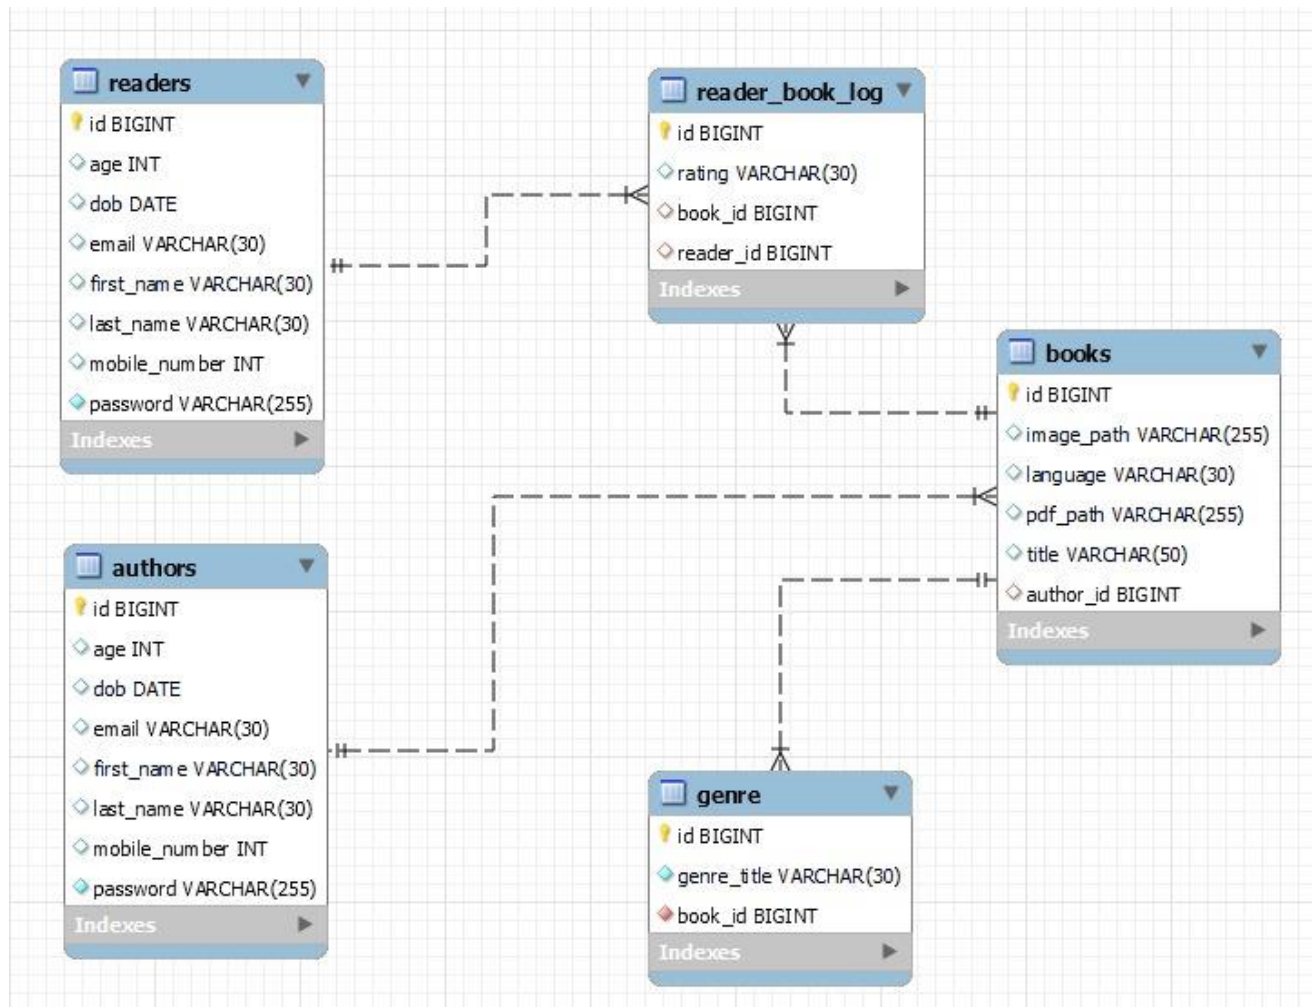 readers
id BIGINT
age INT
dob DATE
email VARCHAR(30)
first_name VARCHAR(30)
last_name VARCHAR(30)
mobile_number INT
password VARCHAR(255)
Indexes
reader_book_log
id BIGINT
rating VARCHAR(30)
book_id BIGINT
reader_id BIGINT
Indexes
books
id BIGINT
image_path VARCHAR(255)
language VARCHAR(30)
pdf_path VARCHAR(255)
title VARCHAR(50)
author_id BIGINT
Indexes
authors
id BIGINT
age INT
dob DATE
email VARCHAR(30)
first_name VARCHAR(30)
last_name VARCHAR(30)
mobile_number INT
password VARCHAR(255)
Indexes
genre
id BIGINT
genre_title VARCHAR(30)
book_id BIGINT
Indexes